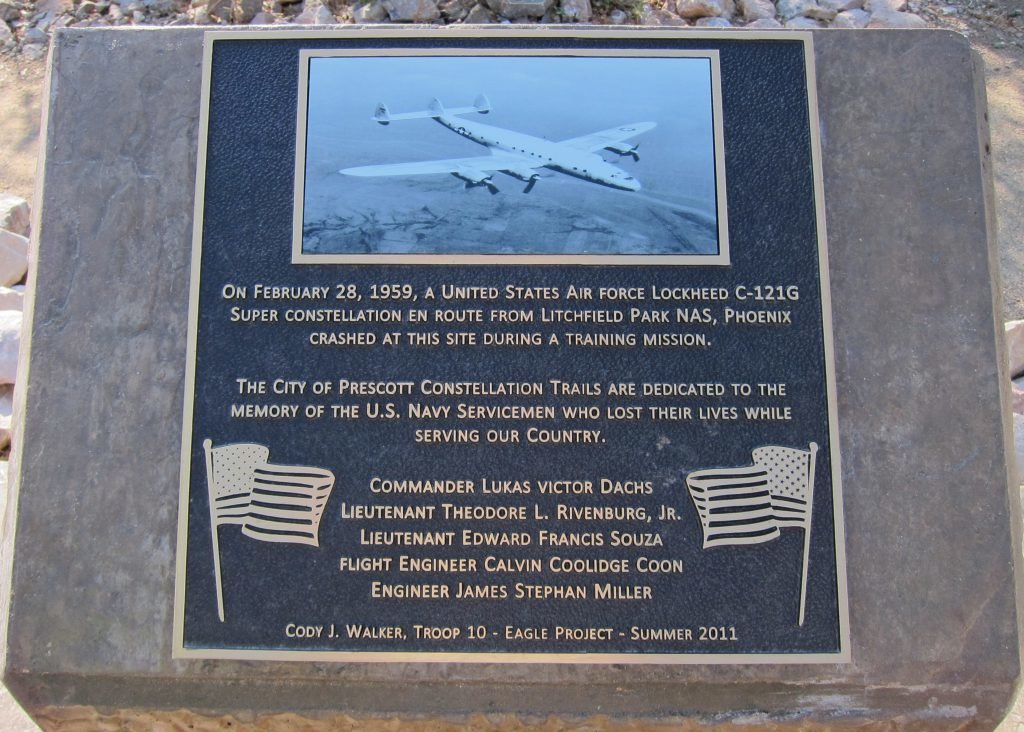 On February 28, 1959, a United States Air force Lockheed C-121G
Super constellation en route from Litchfield Park NAS, Phoenix
crashed at this site during a training mission.
The City of Prescott Constellation Trails are dedicated to the
memory of the U.S. Navy Servicemen who lost their lives while
serving our Country.
Commander Lukas victor Dachs
Lieutenant Theodore L. Rivenburg, Jr.
Lieutenant Edward Francis Souza
flight Engineer Calvin Coolidge Coon
Engineer James Stephan Miller
Cody J. Walker, Troop 10 - Eagle Project - Summer 2011